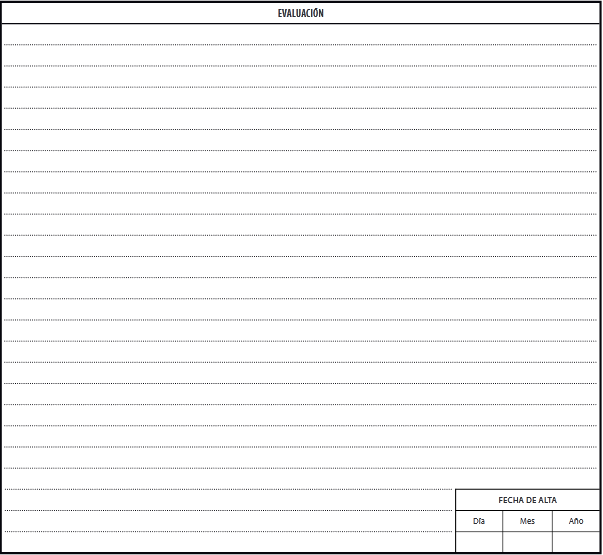 EVALUACIÓN
FECHA DE ALTA
Día Mes Año